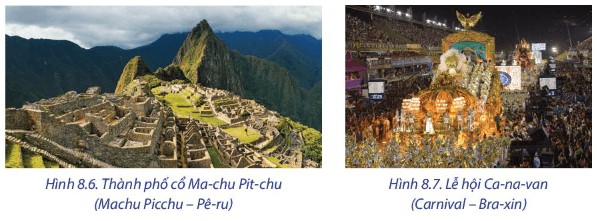 Hình 8.6. Thành phố cổ Ma-chu Pit-chu
(Machu Picchu – Pê-ru)
Hình 8.7. Lễ hội Ca-na-van
(Carnival – Bra-xin)